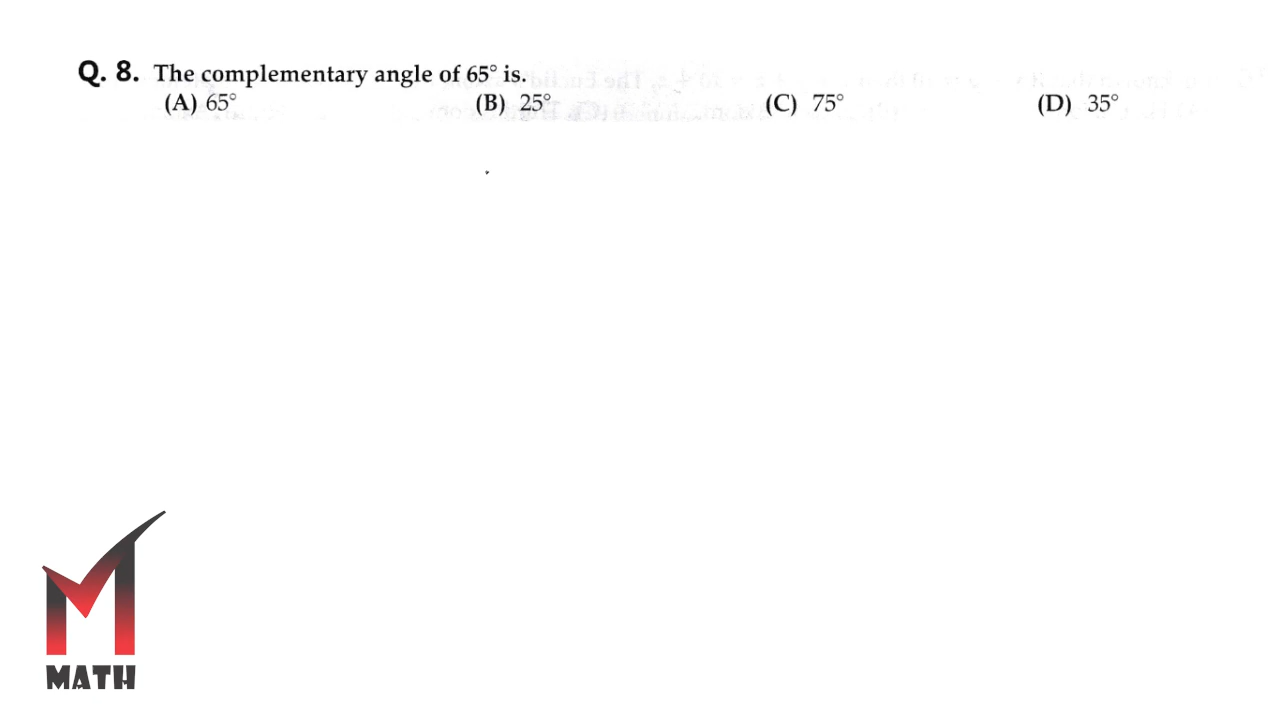 Q. 8. The complementary angle of 65° is.
(A) 65° (B) 25° (C) 75° (D) 35°
MATH